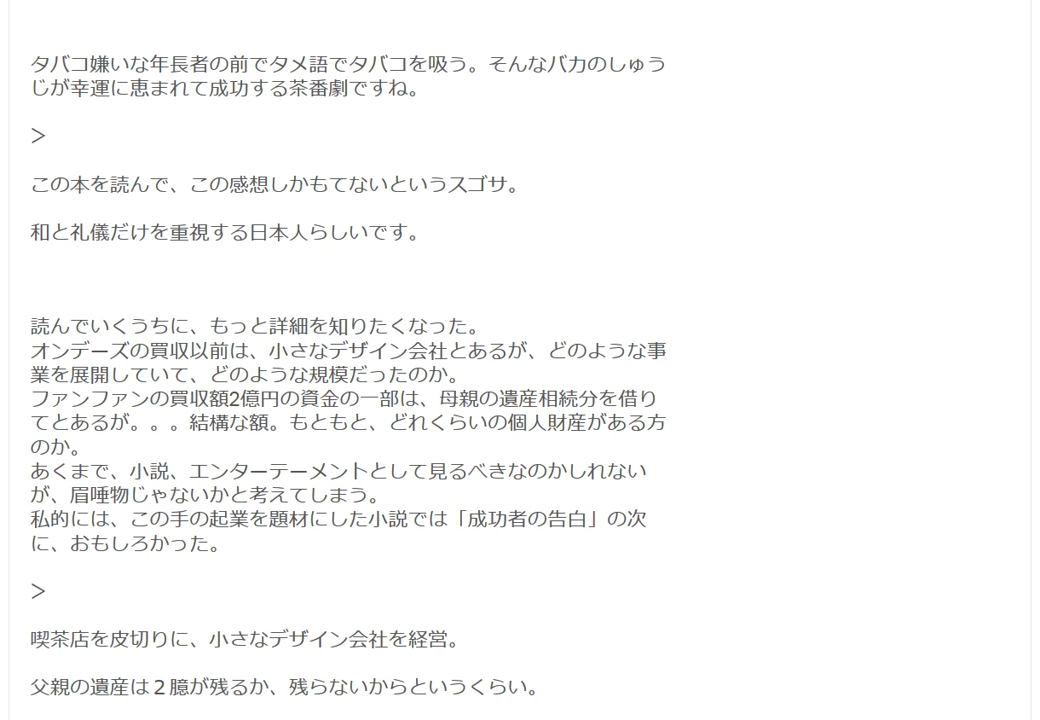 タバコ嫌いな年長者の前でタメ語でタバコを吸う。そんなバカのしゅう
じが幸運に恵まれて成功する茶番劇ですね。
＞
この本を読んで、この感想しかもてないというスゴサ。
和と礼儀だけを重視する日本人らしいです。
読んでいくうちに、もっと詳細を知りたくなった。
オンデーズの買収以前は、小さなデザイン会社とあるが、どのような事
業を展開していて、どのような規模だったのか。
ファンファンの買収額2億円の資金の一部は、母親の遺産相続分を借り
てとあるが。。。結構な額。もともと、どれくらいの個人財産がある方
のか。
あくまで、小説、エンターテーメントとして見るべきなのかしれない
が、眉唾物じゃないかと考えてしまう。
私的には、この手の起業を題材にした小説では「成功者の告白」の次
に、おもしろかった。
＞
喫茶店を皮切りに、小さなデザイン会社を経営。
父親の遺産は２臆が残るか、残らないからというくらい。